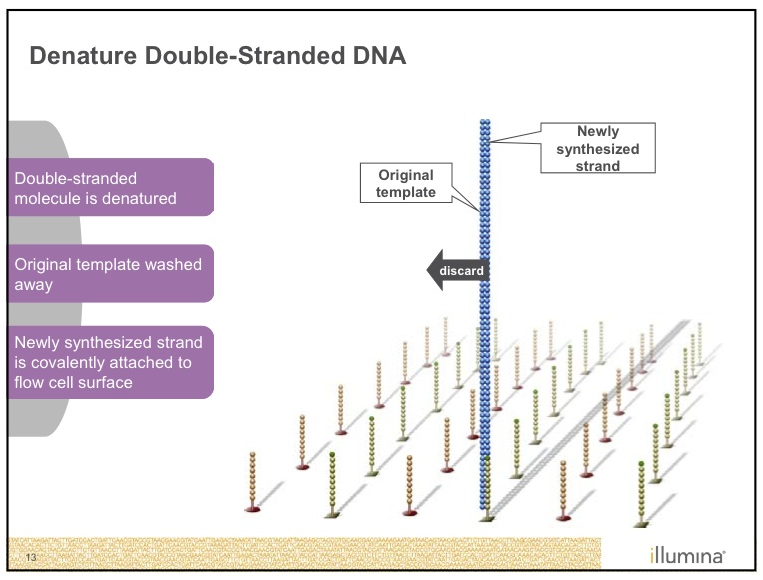 Denature Double-Stranded DNA
Double-stranded
molecule is denatured
Original template washed
away
Newly synthesized strand
is covalently attached to
flow cell surface
Newly
synthesized
strand
Original
template
discard
13
illumina®